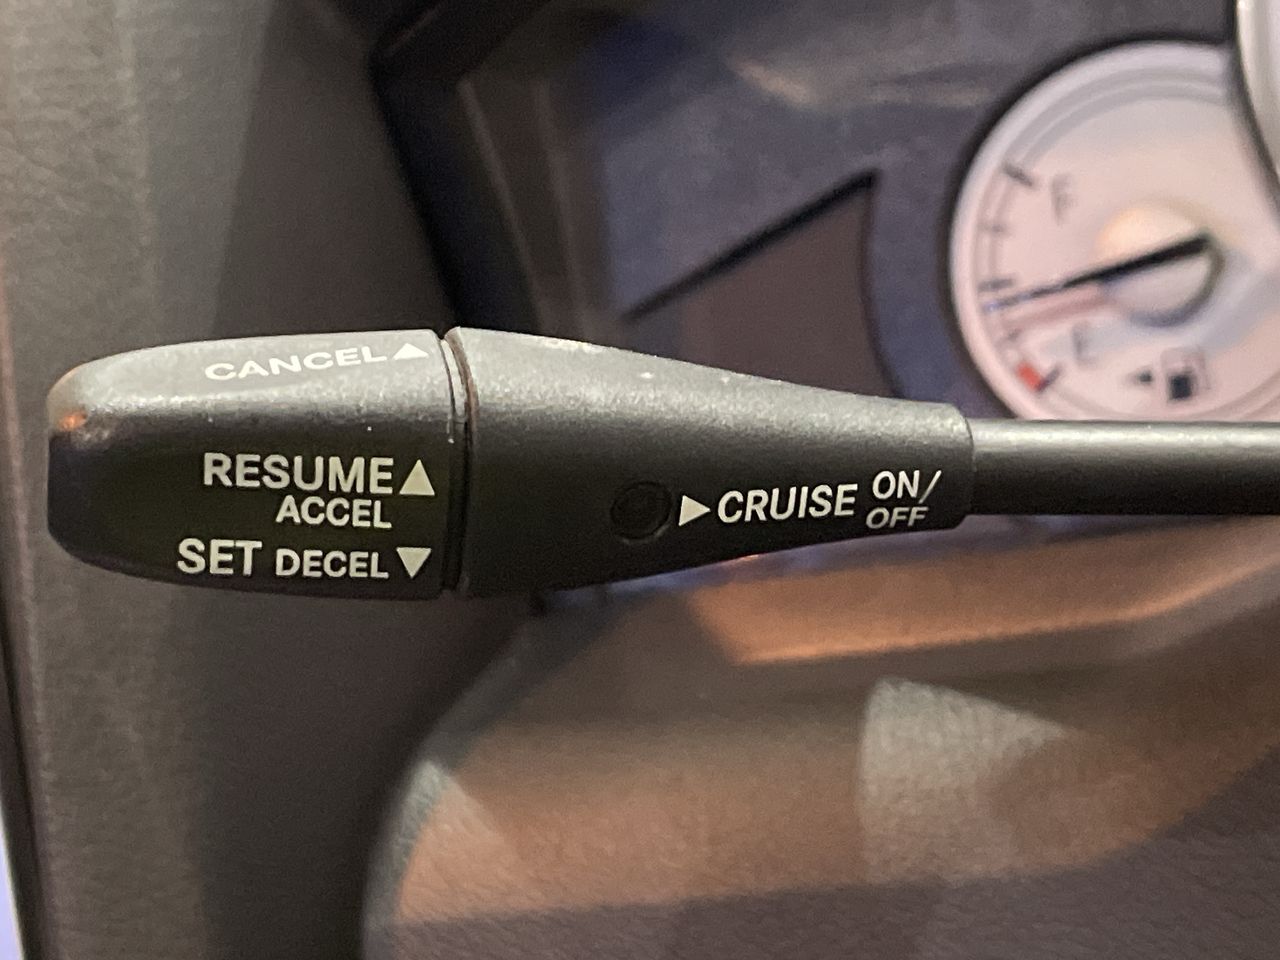 F
E
CANCEL▲
RESUME▲
ACCEL
SET DECEL▼
▶CRUISE ON/
OFF